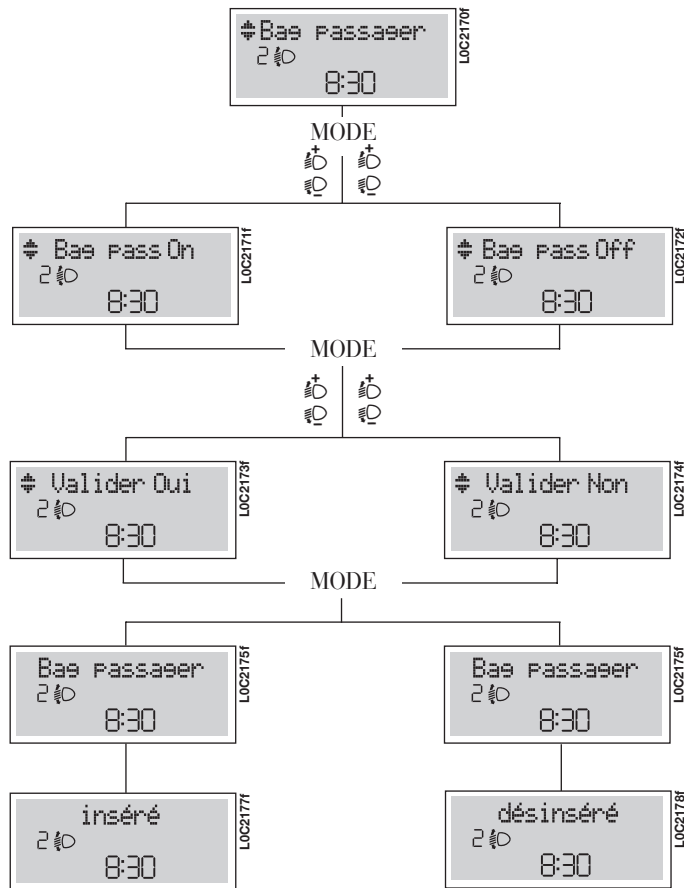 Bag passager
2
8:30
L0C2170f
MODE
+ +
- -
Bag pass On
2
8:30
L0C2171f
Bag pass Off
2
8:30
L0C2172f
MODE
+ +
- -
Valider Oui
2
8:30
L0C2173f
Valider Non
2
8:30
L0C2174f
MODE
Bag passager
2
8:30
L0C2175f
Bag passager
2
8:30
L0C2175f
inséré
2
8:30
L0C2177f
désinséré
2
8:30
L0C2178f